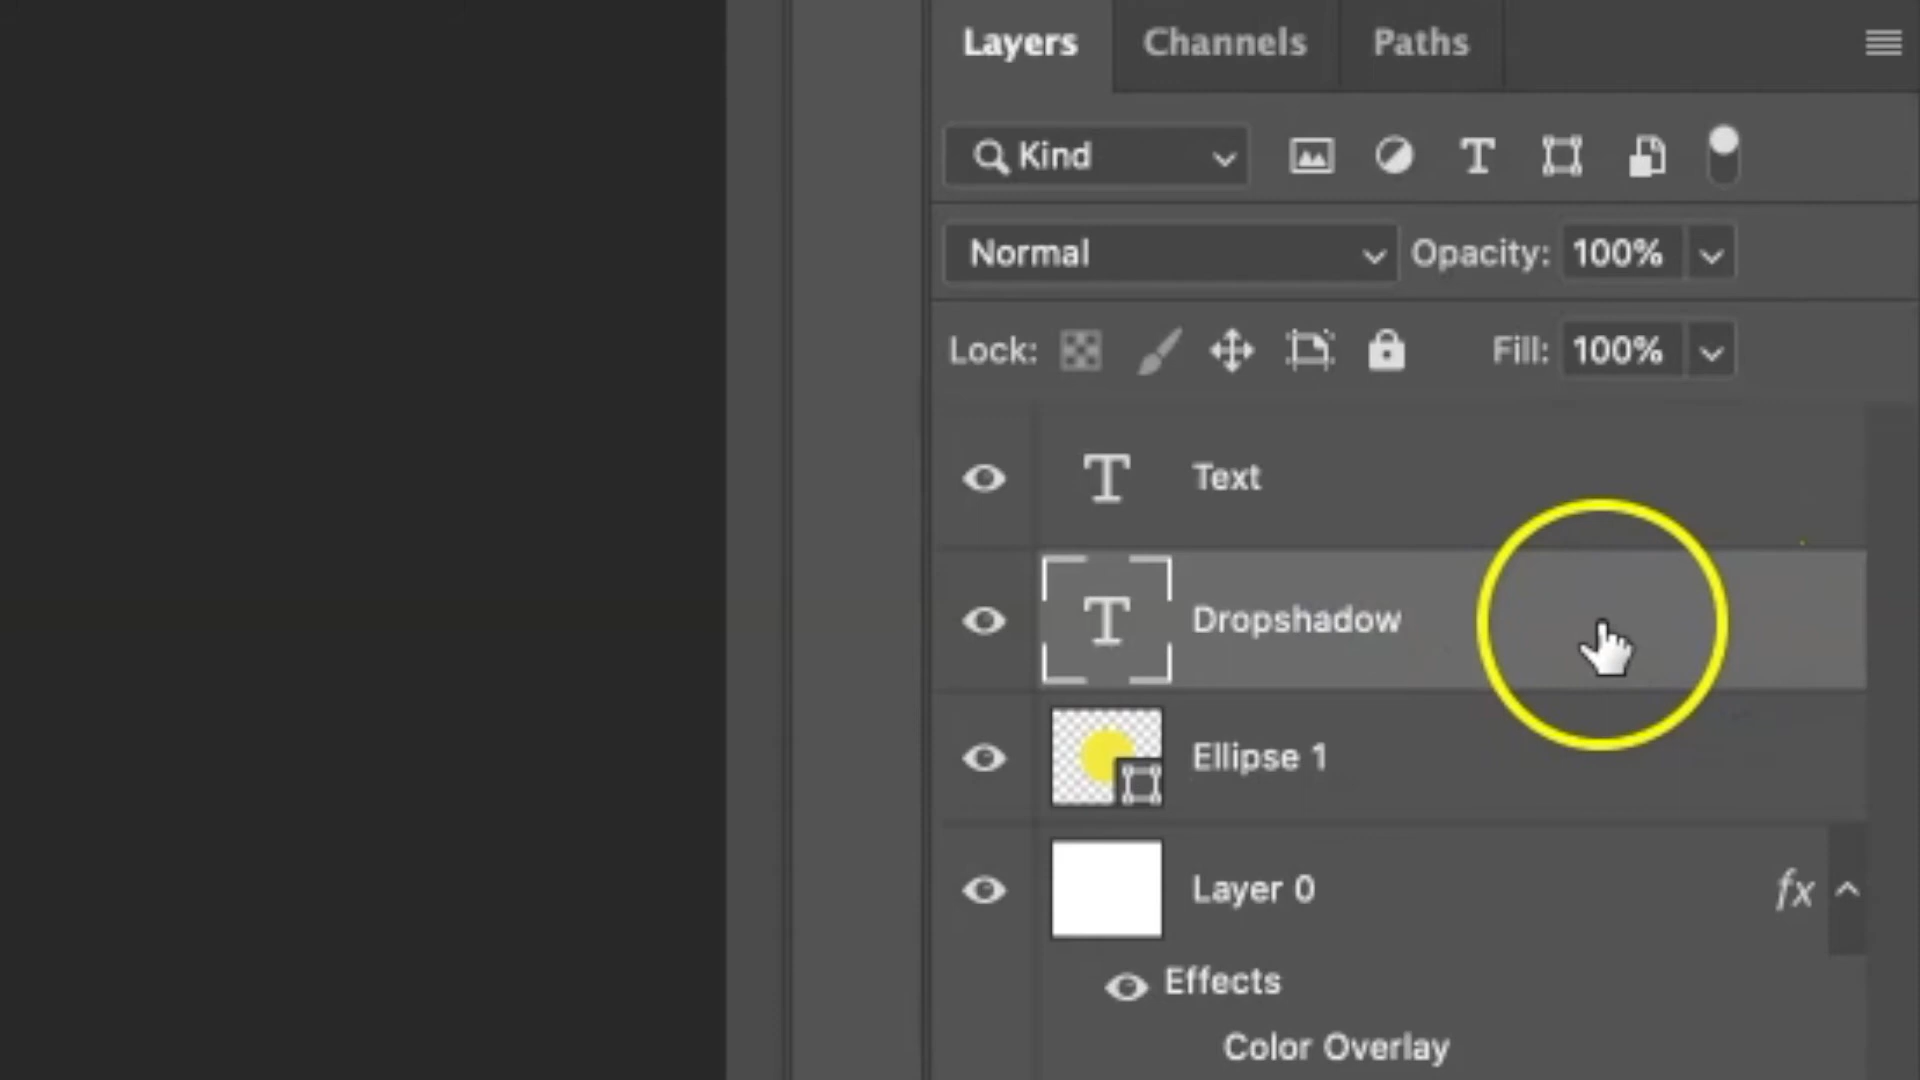 Layers Channels Paths
Kind T
Normal Opacity: 100%
Lock: Fill: 100%
T Text
T Dropshadow
Ellipse 1
Layer 0 fx
Effects
Color Overlay